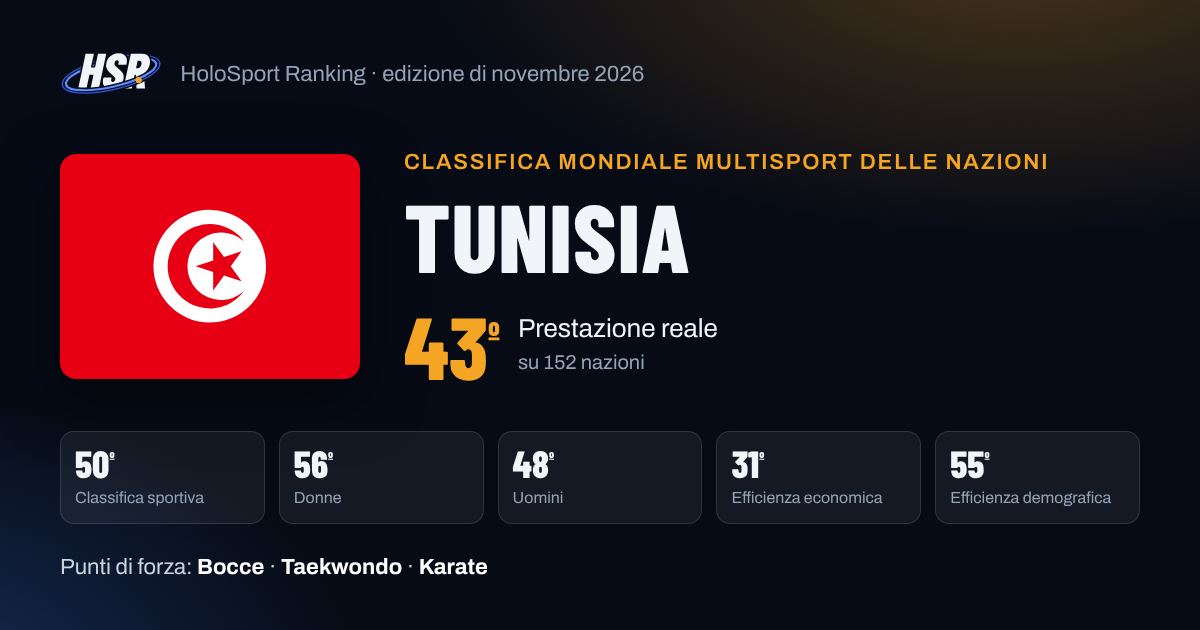 HSR HoloSport Ranking · edizione di novembre 2026
CLASSIFICA MONDIALE MULTISPORT DELLE NAZIONI
TUNISIA
43º Prestazione reale
su 152 nazioni
50º
Classifica sportiva
56º
Donne
48º
Uomini
31º
Efficienza economica
55º
Efficienza demografica
Punti di forza: Bocce · Taekwondo · Karate